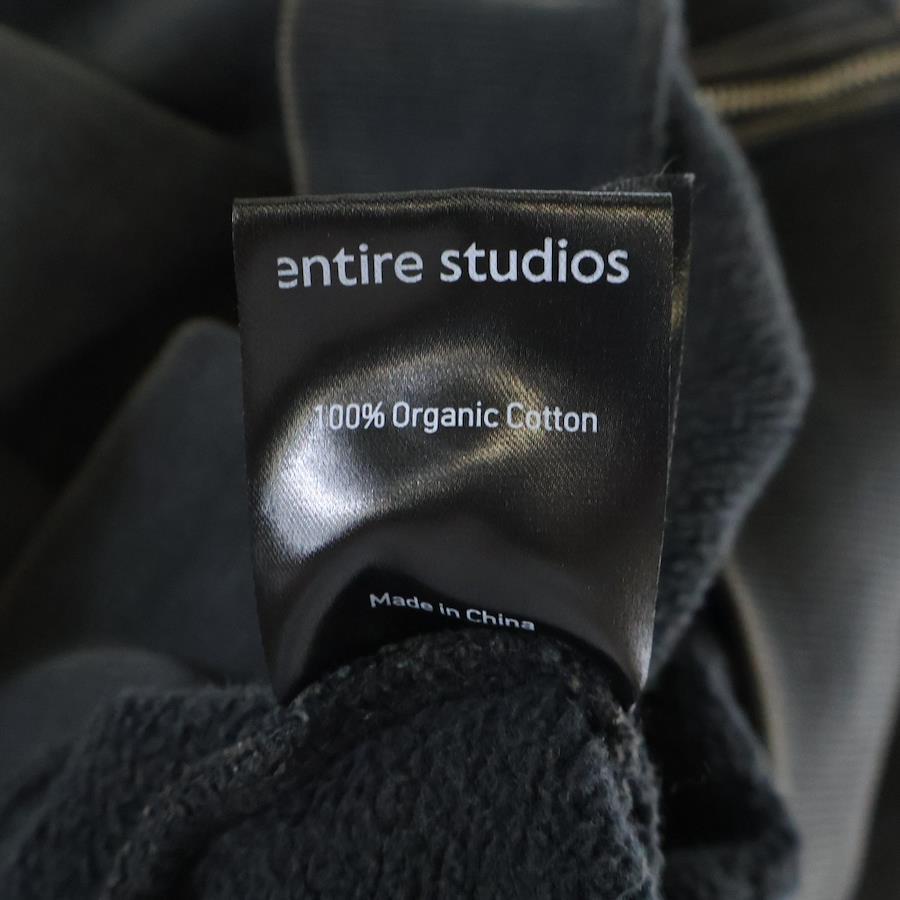 entire studios
100% Organic Cotton
Made in China